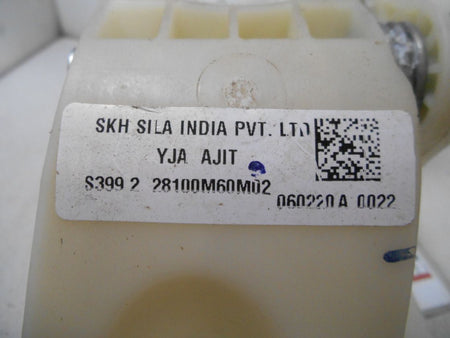 SKH SILA INDIA PVT. LTD
YJA AJIT
S399 2 28100M60M02
060220 A 0022